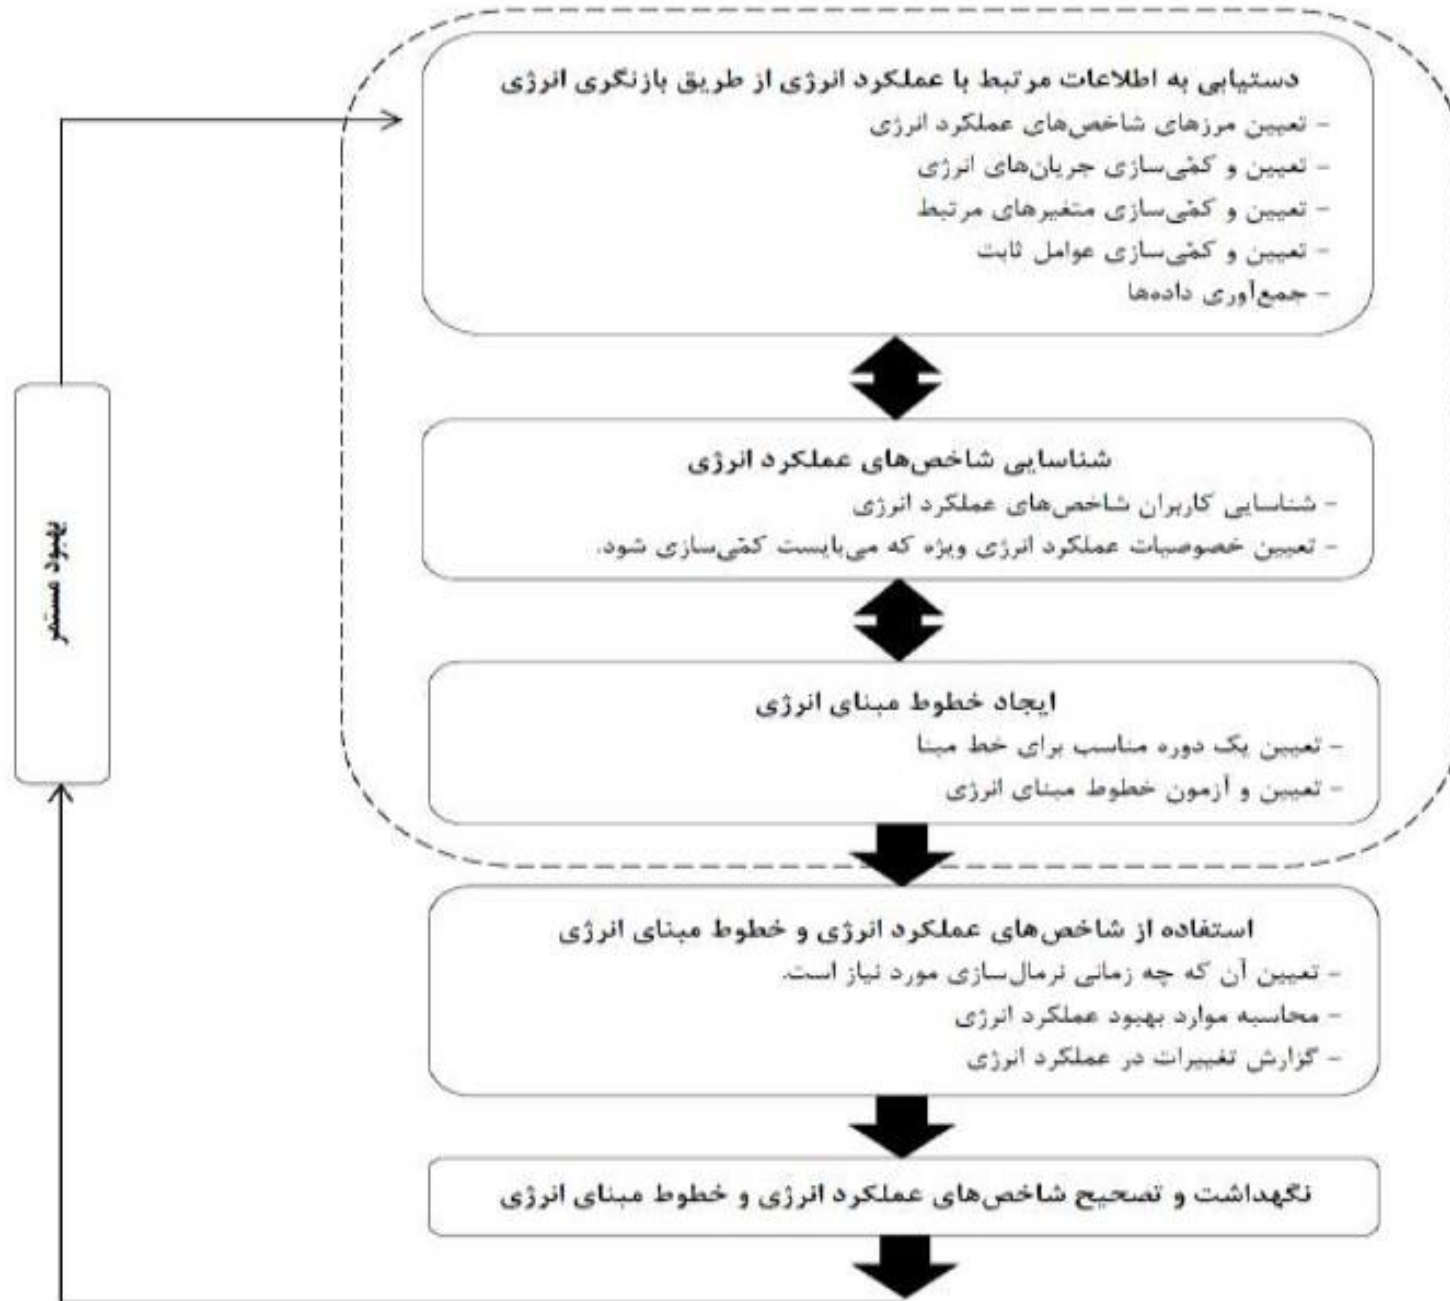 دستیابی به اطلاعات مرتبط با عملکرد انرژی از طریق بازنگری انرژی
- تعیین مرزهای شاخص‌های عملکرد انرژی
- تعیین و کمّی‌سازی جریان‌های انرژی
- تعیین و کمّی‌سازی متغیرهای مرتبط
- تعیین و کمّی‌سازی عوامل ثابت
- جمع‌آوری داده‌ها
شناسایی شاخص‌های عملکرد انرژی
- شناسایی کاربران شاخص‌های عملکرد انرژی
- تعیین خصوصیات عملکرد انرژی ویژه که می‌بایست کمّی‌سازی شود.
ایجاد خطوط مبنای انرژی
- تعیین یک دوره مناسب برای خط مبنا
- تعیین و آزمون خطوط مبنای انرژی
استفاده از شاخص‌های عملکرد انرژی و خطوط مبنای انرژی
- تعیین آن که چه زمانی نرمال‌سازی مورد نیاز است.
- محاسبه موارد بهبود عملکرد انرژی
- گزارش تغییرات در عملکرد انرژی
نگهداشت و تصحیح شاخص‌های عملکرد انرژی و خطوط مبنای انرژی
بهبود مستمر